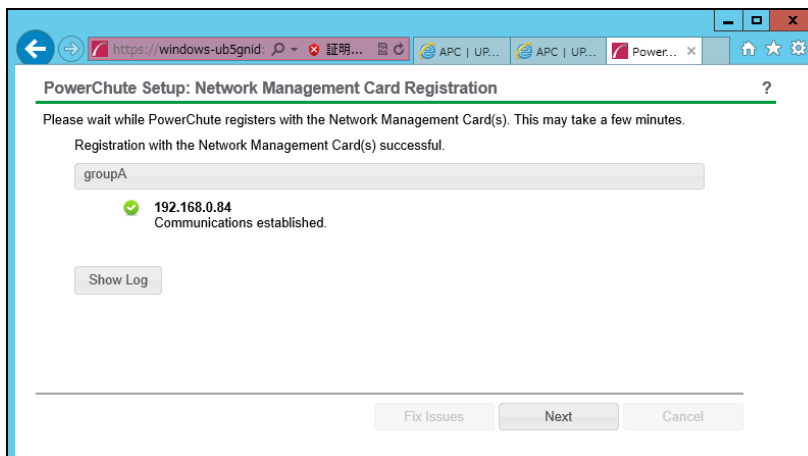 https://windows-ub5gnid: 証明... APC | UP... APC | UP... Power...
PowerChute Setup: Network Management Card Registration ?
Please wait while PowerChute registers with the Network Management Card(s). This may take a few minutes.
Registration with the Network Management Card(s) successful.
groupA
192.168.0.84
Communications established.
Show Log
Fix Issues Next Cancel